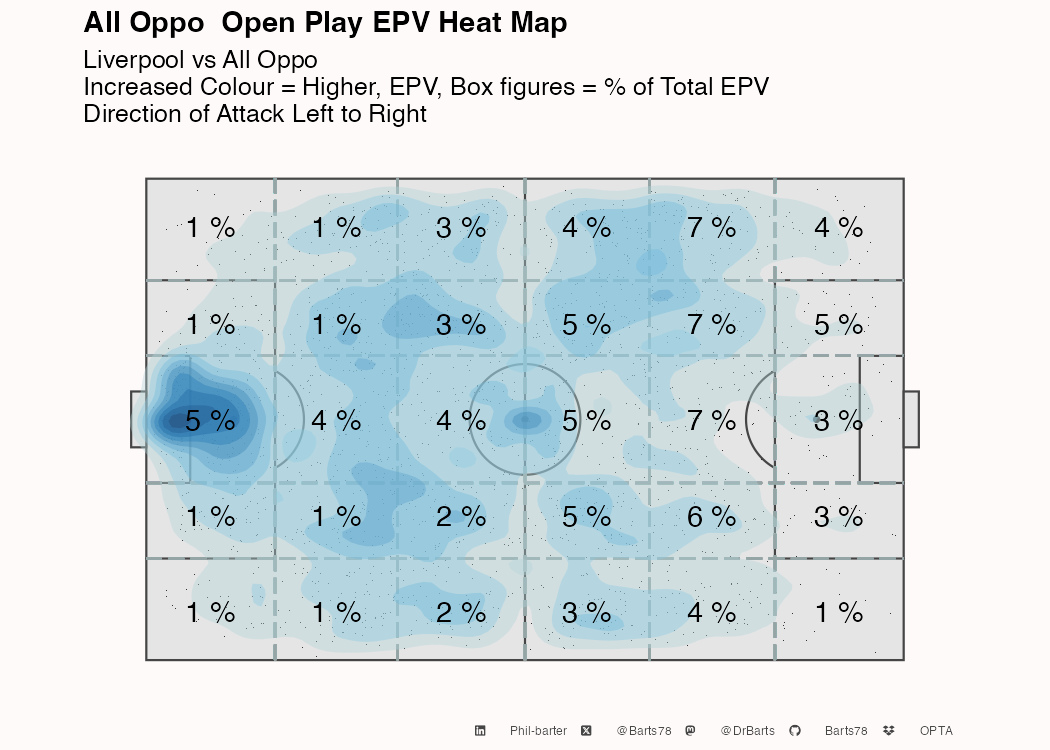 All Oppo  Open Play EPV Heat Map
Liverpool vs All Oppo
Increased Colour = Higher, EPV, Box figures = % of Total EPV
Direction of Attack Left to Right
1 % 1 % 3 % 4 % 7 % 4 %
1 % 1 % 3 % 5 % 7 % 5 %
5 % 4 % 4 % 5 % 7 % 3 %
1 % 1 % 2 % 5 % 6 % 3 %
1 % 1 % 2 % 3 % 4 % 1 %
Phil-barter @Barts78 @DrBarts Barts78 OPTA